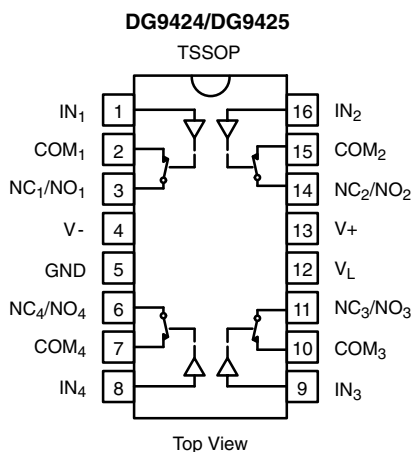 DG9424/DG9425
TSSOP
IN1 1 16 IN2
COM1 2 15 COM2
NC1/NO1 3 14 NC2/NO2
V- 4 13 V+
GND 5 12 VL
NC4/NO4 6 11 NC3/NO3
COM4 7 10 COM3
IN4 8 9 IN3
Top View